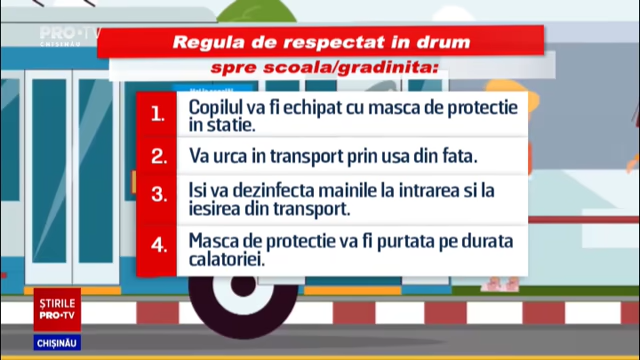 PRO•TV
CHIȘINĂU
Regula de respectat in drum
spre scoala/gradinita:
1. Copilul va fi echipat cu masca de protectie
in statie.
2. Va urca in transport prin usa din fata.
3. Isi va dezinfecta mainile la intrarea si la
iesirea din transport.
4. Masca de protectie va fi purtata pe durata
calatoriei.
ȘTIRILE
PRO•TV
CHIȘINĂU